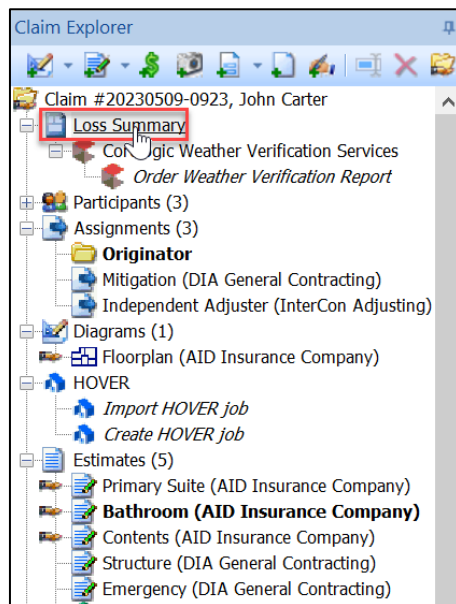 Claim Explorer
Claim #20230509-0923, John Carter
Loss Summary
Weather Verification Services
Order Weather Verification Report
Participants (3)
Assignments (3)
Originator
Mitigation (DIA General Contracting)
Independent Adjuster (InterCon Adjusting)
Diagrams (1)
Floorplan (AID Insurance Company)
HOVER
Import HOVER job
Create HOVER job
Estimates (5)
Primary Suite (AID Insurance Company)
Bathroom (AID Insurance Company)
Contents (AID Insurance Company)
Structure (DIA General Contracting)
Emergency (DIA General Contracting)